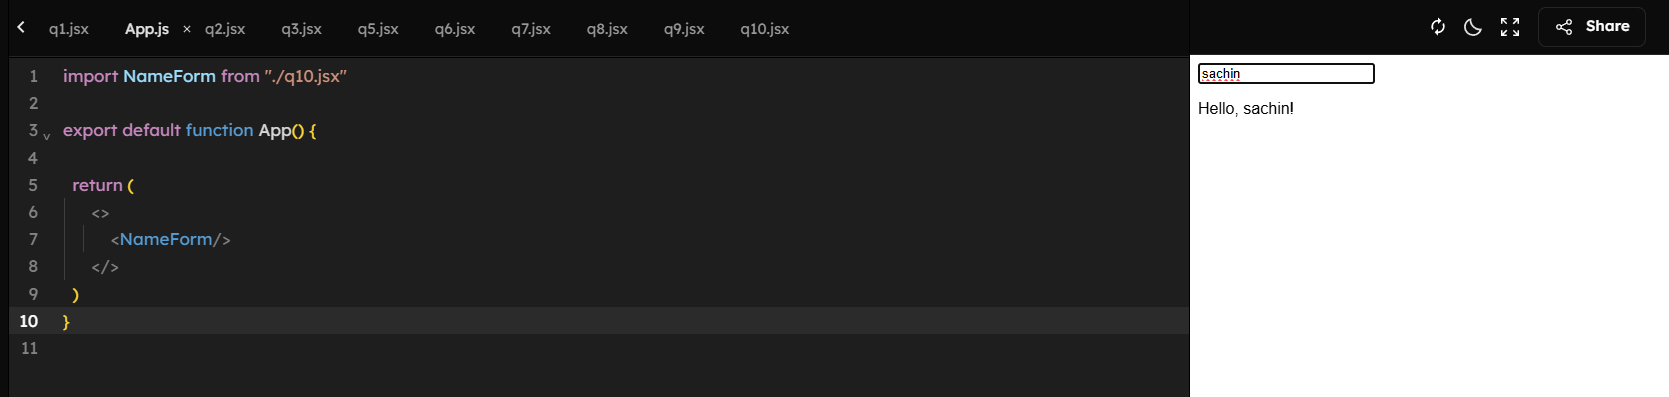 q1.jsx App.js × q2.jsx q3.jsx q5.jsx q6.jsx q7.jsx q8.jsx q9.jsx q10.jsx
Share
1 import NameForm from "./q10.jsx"
2
3 export default function App() {
4
5 return (
6 <>
7 <NameForm/>
8 </>
9 )
10 }
11
sachin
Hello, sachin!